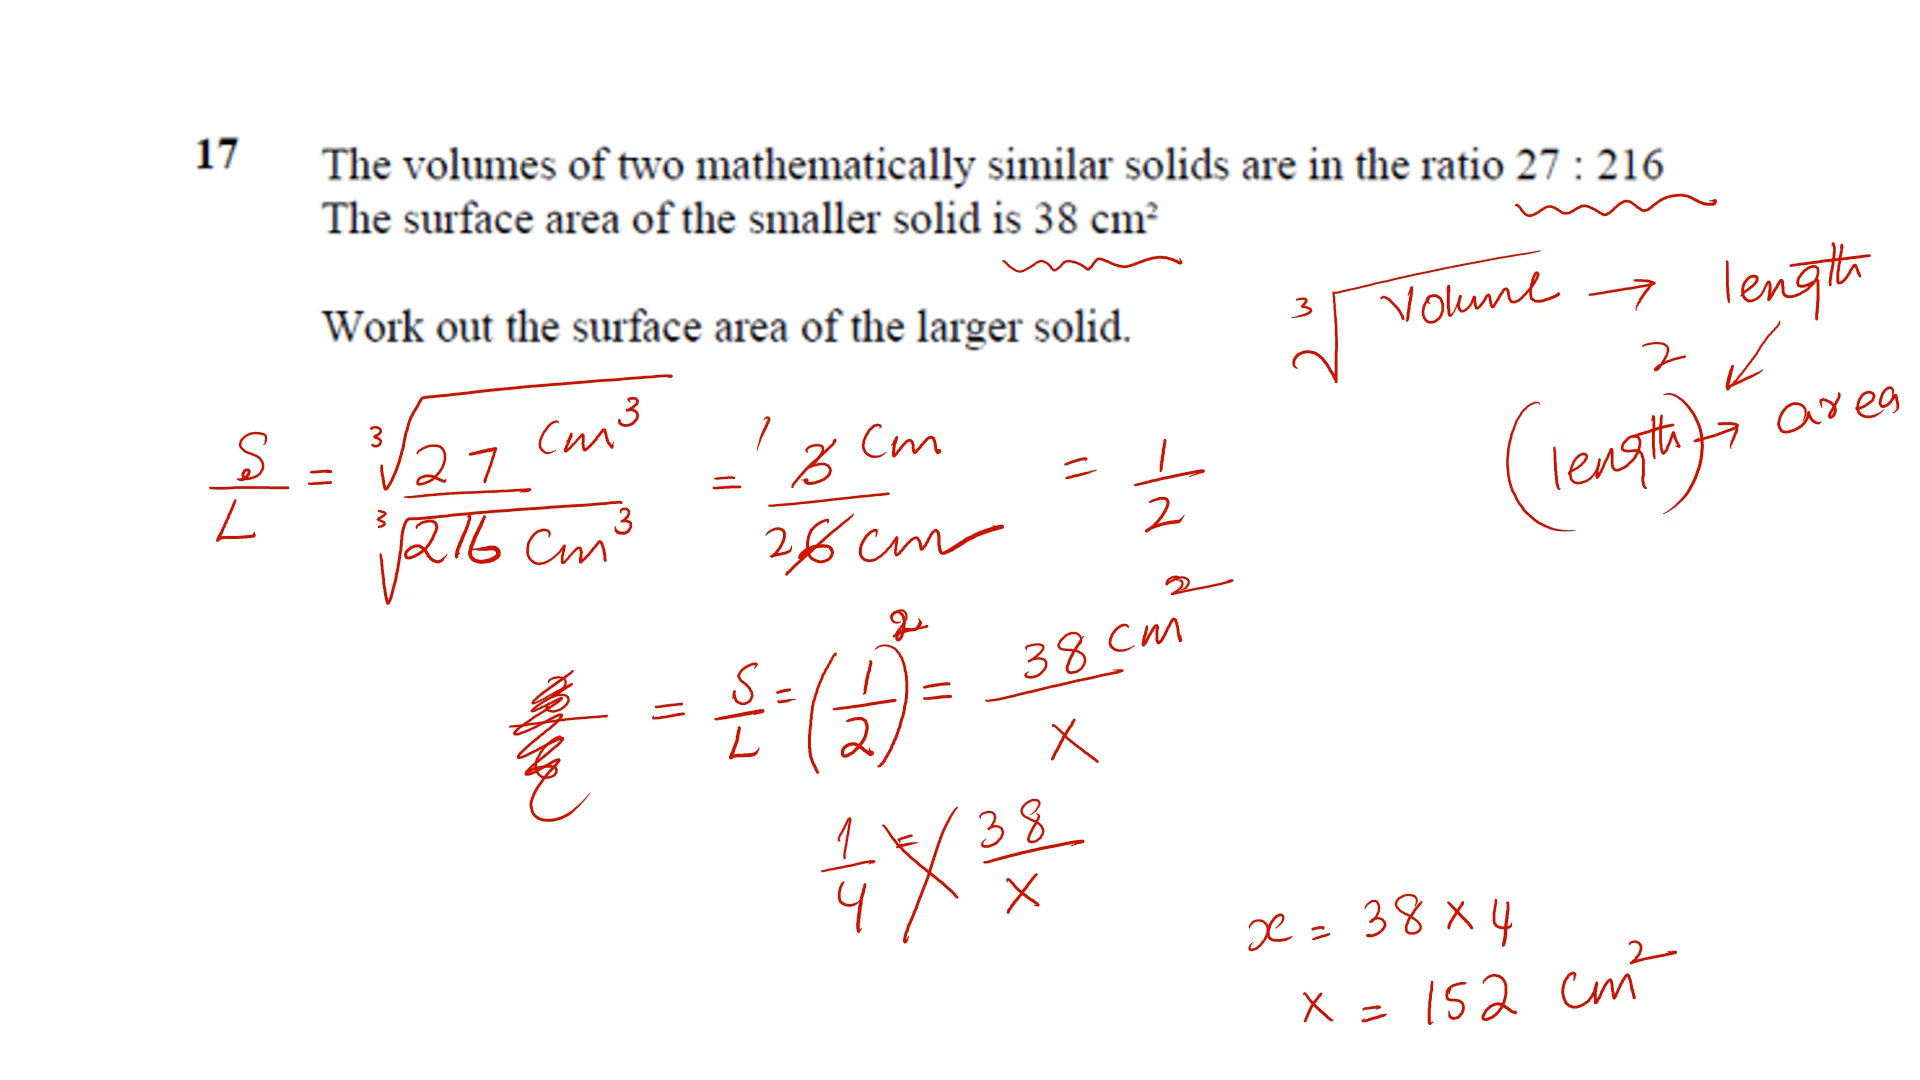 17 The volumes of two mathematically similar solids are in the ratio 27 : 216
The surface area of the smaller solid is 38 cm²
Work out the surface area of the larger solid.
∛Volume → length
(length)² → area
S/L = ∛27 cm³ / ∛216 cm³ = 3 cm / 6 cm = 1/2
= S/L = (1/2)² = 38 cm² / x
1/4 = 38/x
x = 38 × 4
x = 152 cm²